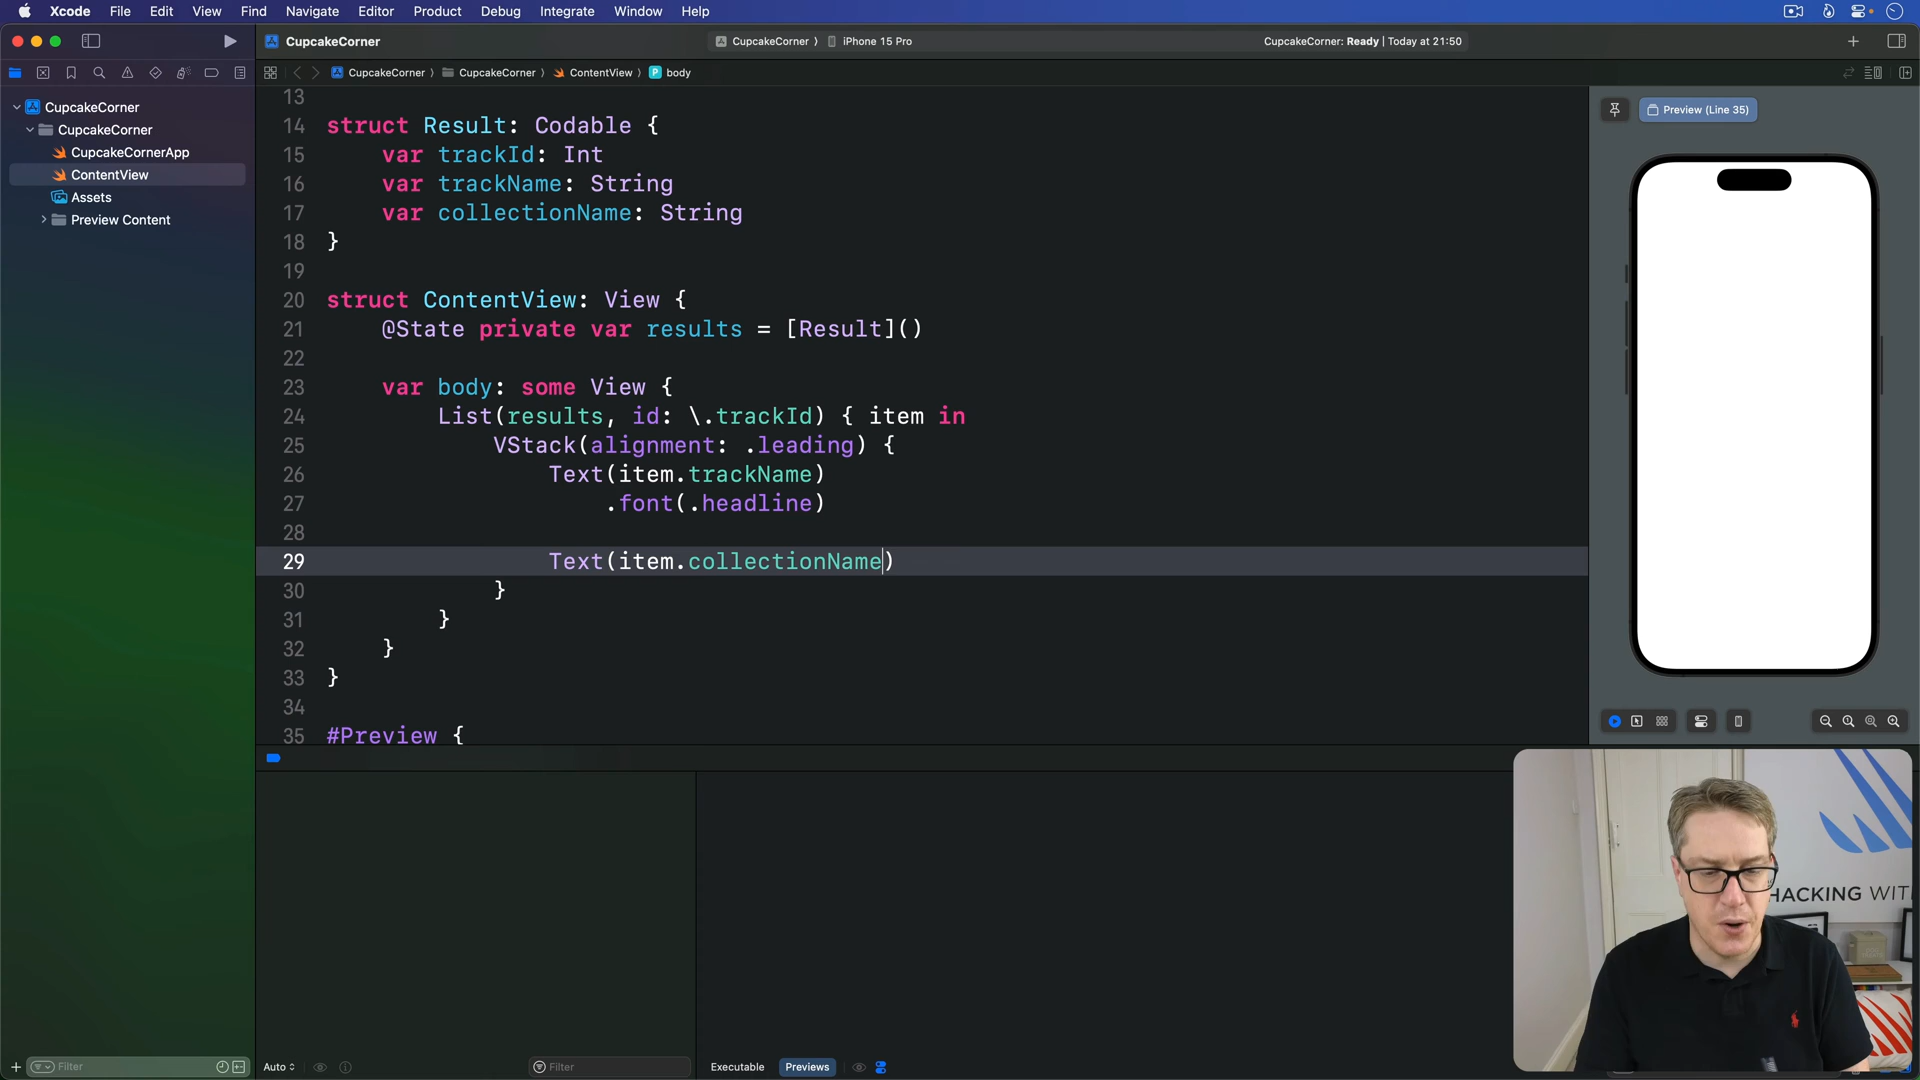 Xcode File Edit View Find Navigate Editor Product Debug Integrate Window Help
CupcakeCorner
CupcakeCorner 〉 iPhone 15 Pro
CupcakeCorner: Ready | Today at 21:50
CupcakeCorner 〉 CupcakeCorner 〉 ContentView 〉 P body
CupcakeCorner
CupcakeCorner
CupcakeCornerApp
ContentView
Assets
Preview Content
13
14 struct Result: Codable {
15 var trackId: Int
16 var trackName: String
17 var collectionName: String
18 }
19
20 struct ContentView: View {
21 @State private var results = [Result]()
22
23 var body: some View {
24 List(results, id: \.trackId) { item in
25 VStack(alignment: .leading) {
26 Text(item.trackName)
27 .font(.headline)
28
29 Text(item.collectionName)
30 }
31 }
32 }
33 }
34
35 #Preview {
Preview (Line 35)
HACKING WIT
Filter
Auto
Filter
Executable Previews